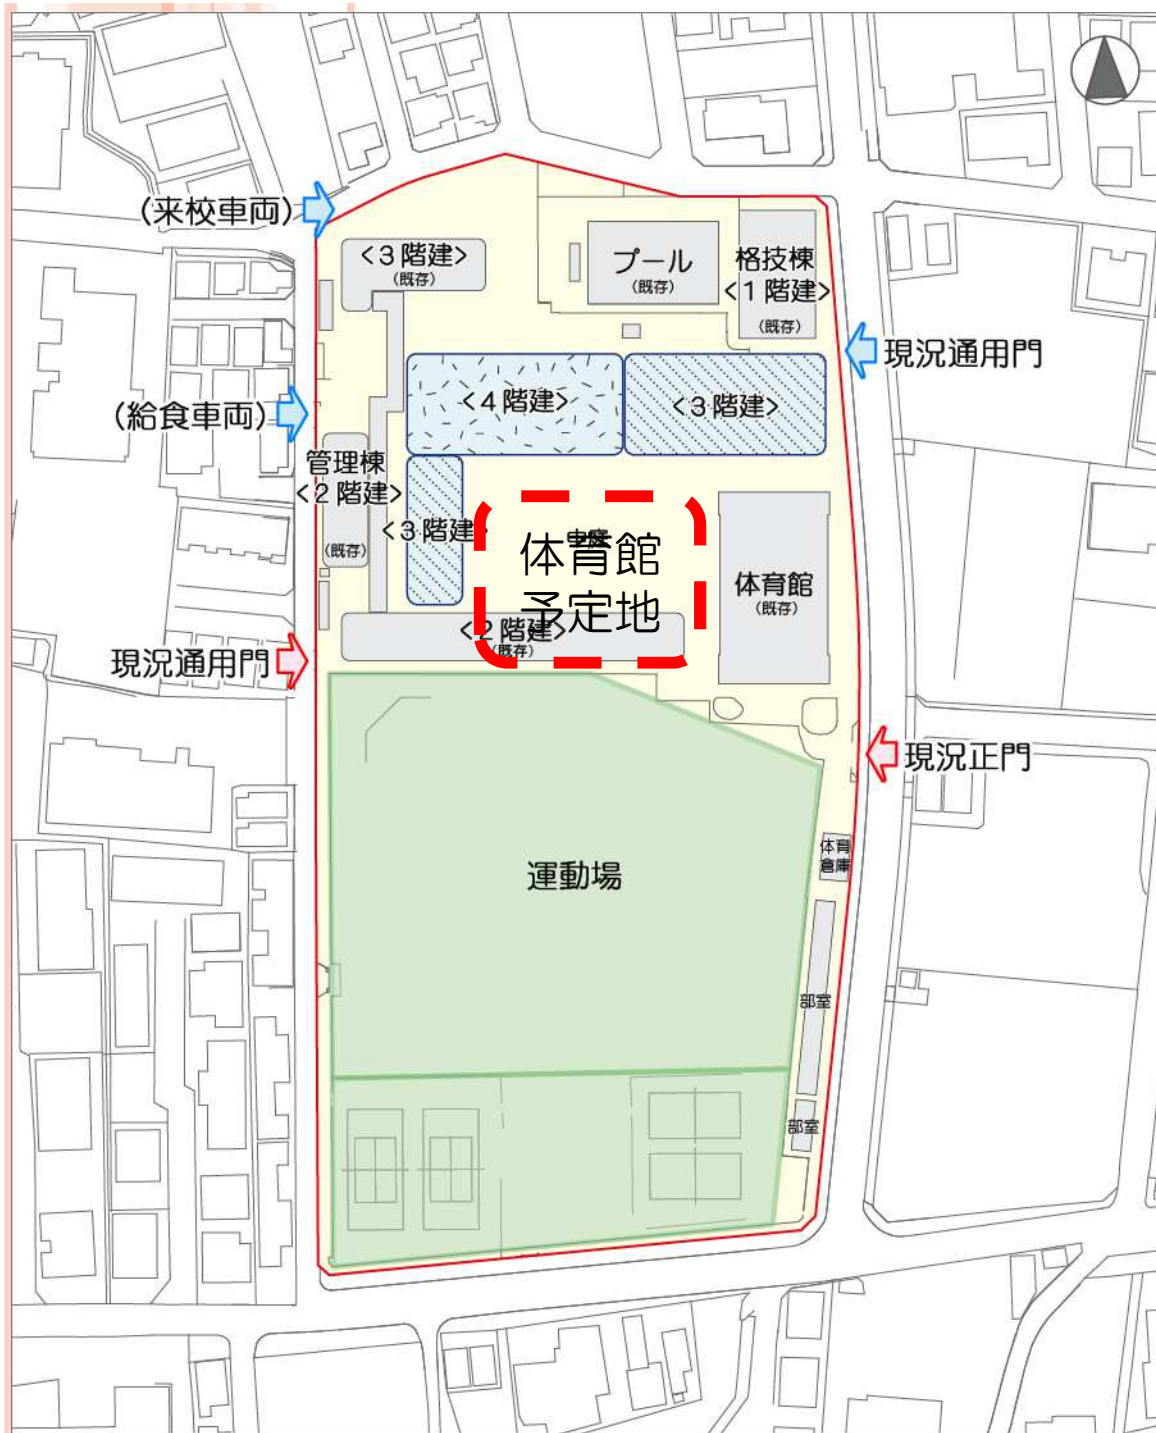 (来校車両)
<3階建>
(既存)
プール
(既存)
格技棟
<1階建>
(既存)
現況通用門
(給食車両)
<4階建>
<3階建>
管理棟
<2階建>
(既存)
<3階建>
中庭
体育館
予定地
体育館
(既存)
<2階建>
(既存)
現況通用門
現況正門
運動場
体育
倉庫
部室
部室